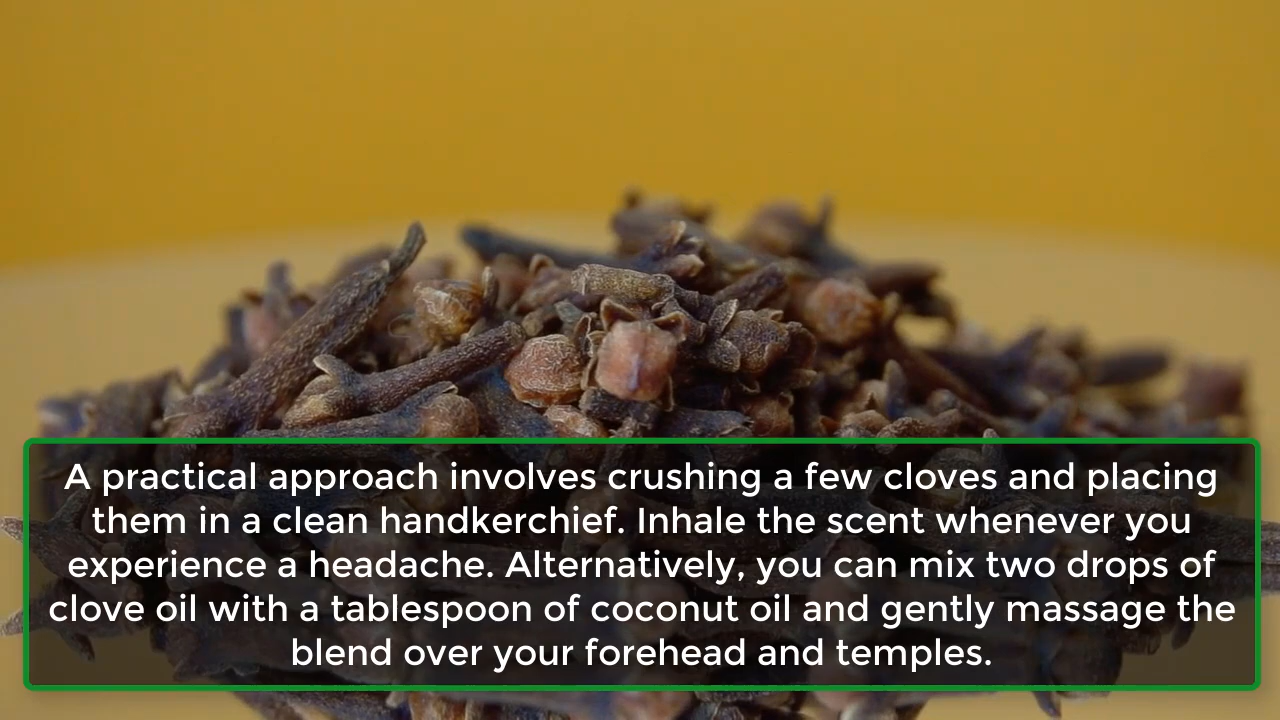 A practical approach involves crushing a few cloves and placing
them in a clean handkerchief. Inhale the scent whenever you
experience a headache. Alternatively, you can mix two drops of
clove oil with a tablespoon of coconut oil and gently massage the
blend over your forehead and temples.